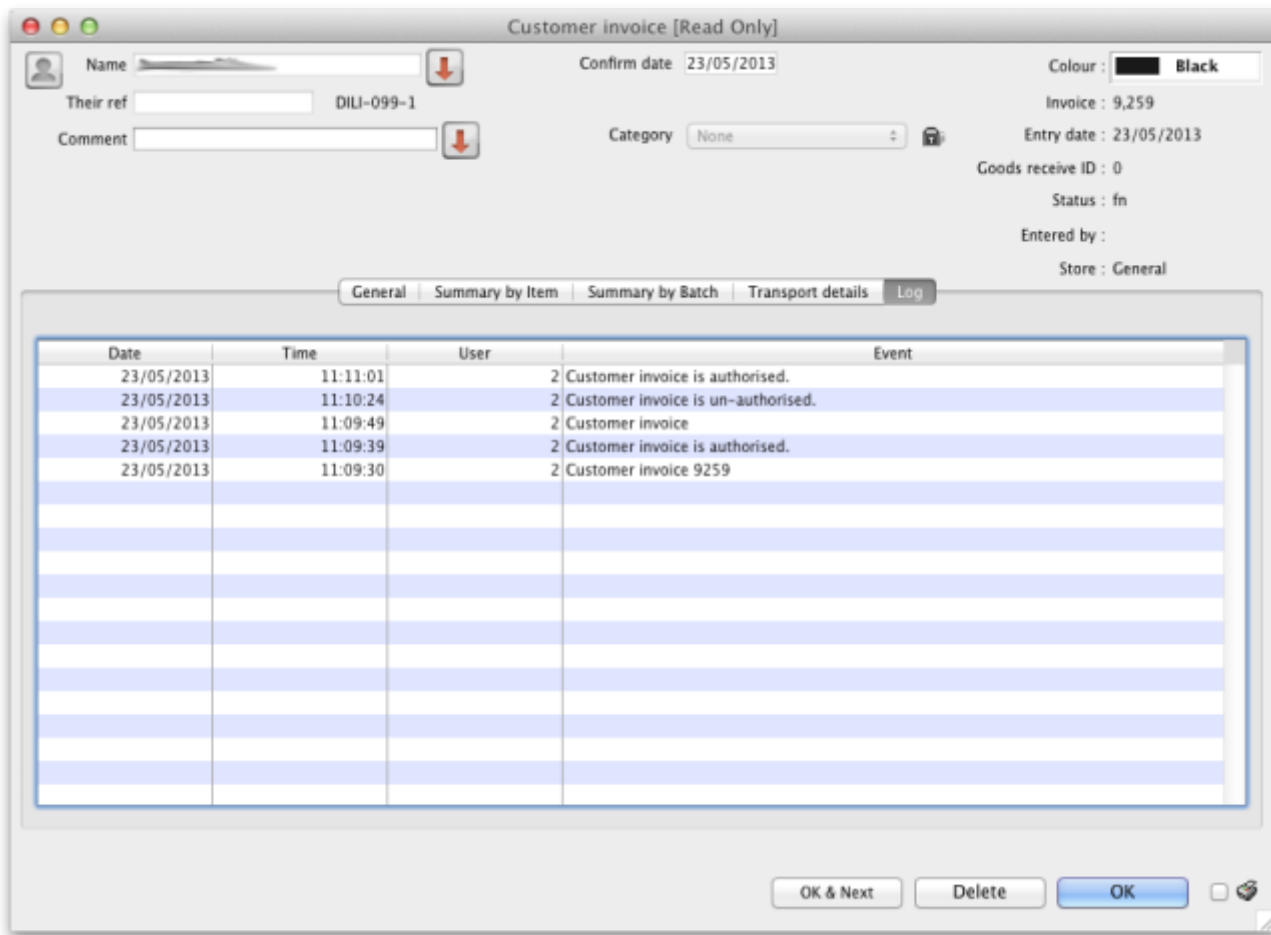 Customer invoice [Read Only]
Name
Confirm date 23/05/2013
Colour : Black
Their ref
DILI-099-1
Invoice : 9,259
Comment
Category None
Entry date : 23/05/2013
Goods receive ID : 0
Status : fn
Entered by :
Store : General
General Summary by Item Summary by Batch Transport details Log
Date Time User Event
23/05/2013 11:11:01 2 Customer invoice is authorised.
23/05/2013 11:10:24 2 Customer invoice is un-authorised.
23/05/2013 11:09:49 2 Customer invoice
23/05/2013 11:09:39 2 Customer invoice is authorised.
23/05/2013 11:09:30 2 Customer invoice 9259
OK & Next Delete OK